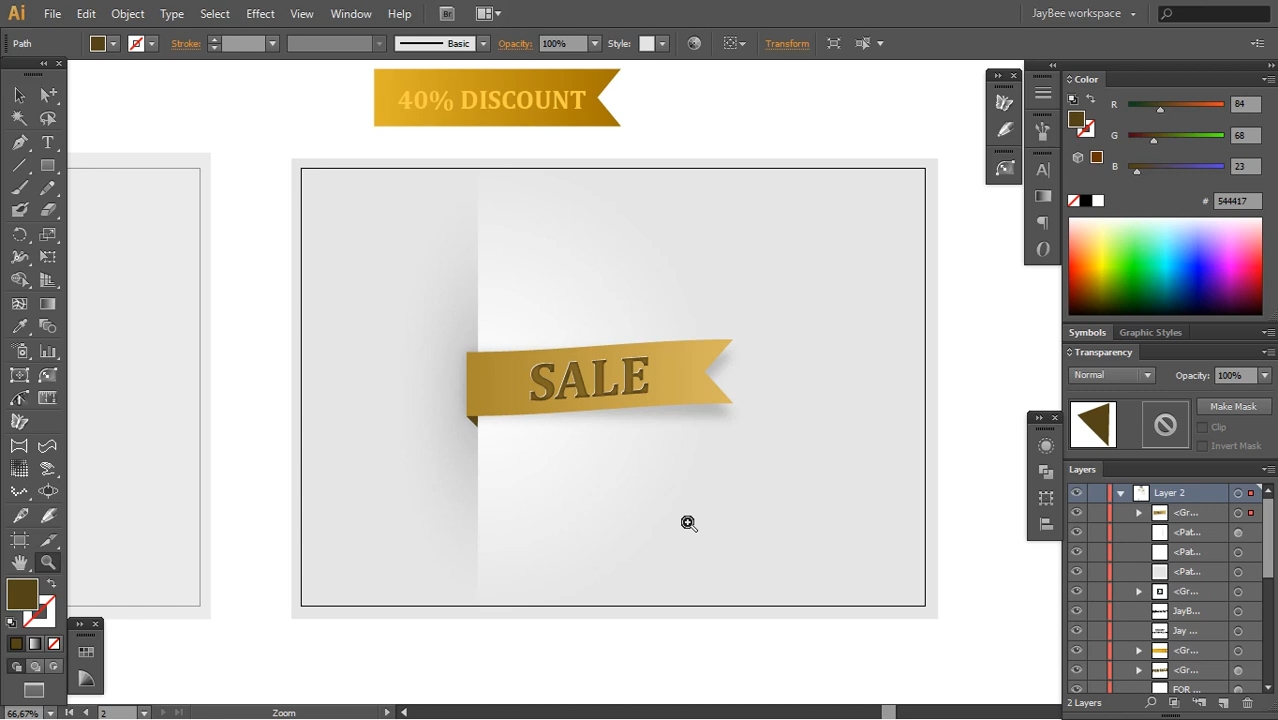 Ai File Edit Object Type Select Effect View Window Help Br JayBee workspace
Path Stroke: Basic Opacity: 100% Style: Transform
40% DISCOUNT
SALE
Color
R 84
G 68
B 23
# 544417
Symbols Graphic Styles
Transparency
Normal Opacity: 100%
Make Mask
Clip
Invert Mask
Layers
Layer 2
<Gr...
<Pat...
<Pat...
<Pat...
<Gr...
JayB...
Jay ...
<Gr...
<Gr...
FOR ...
2 Layers
66,67% 2 Zoom